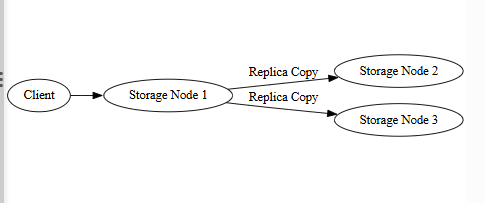 Client
Storage Node 1
Replica Copy
Replica Copy
Storage Node 2
Storage Node 3